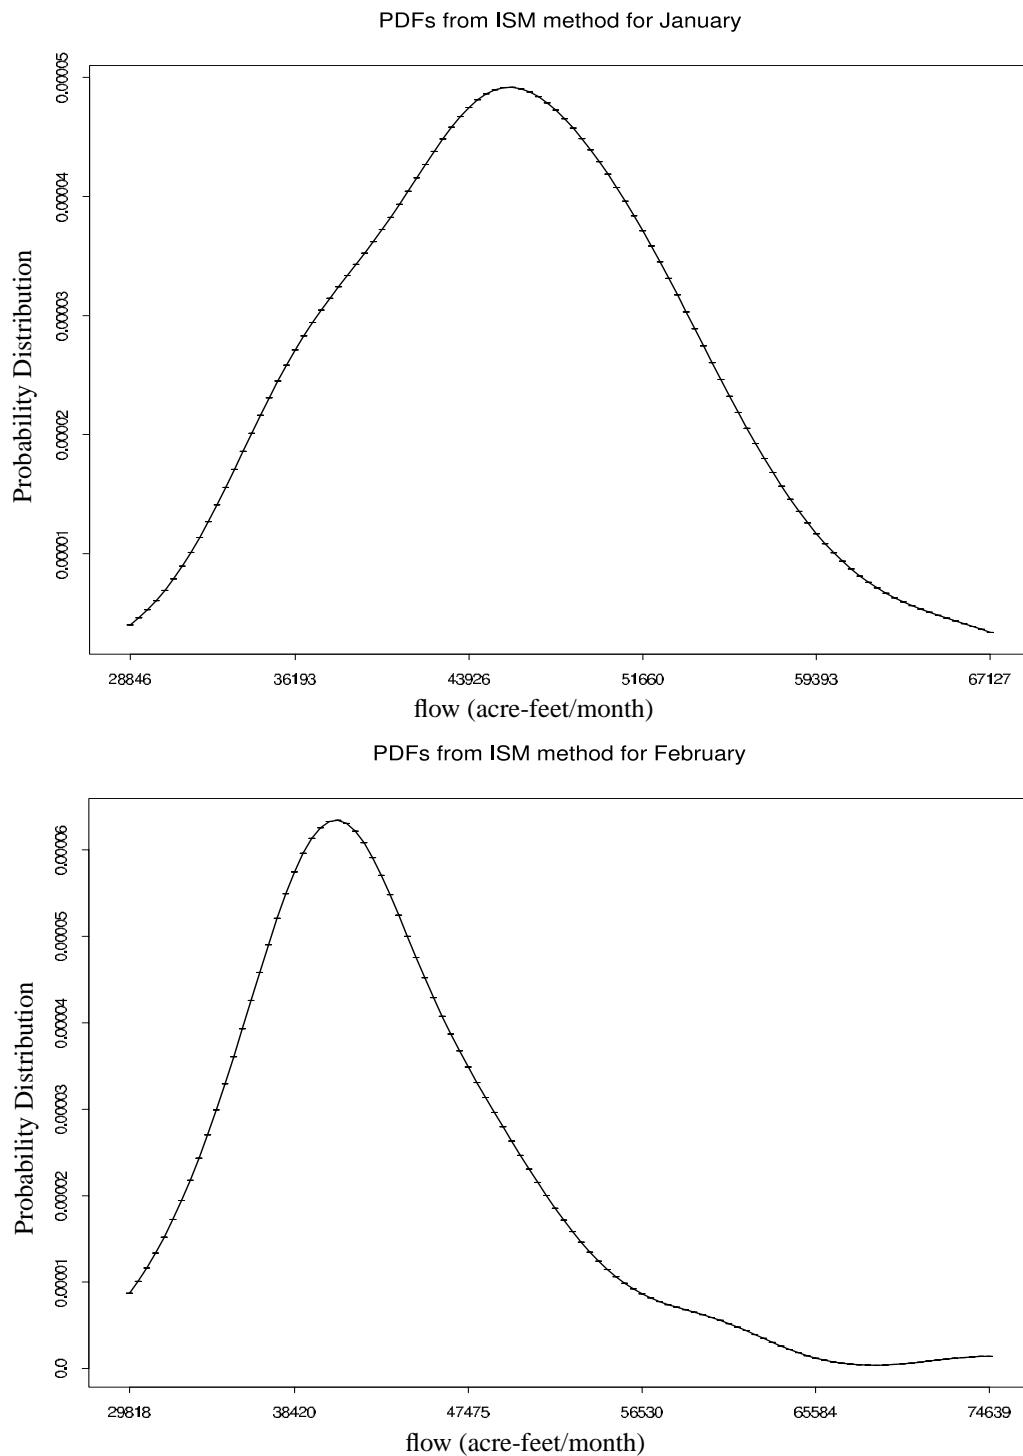 PDFs from ISM method for January
Probability Distribution
0.00005
0.00004
0.00003
0.00002
0.00001
28846 36193 43926 51660 59393 67127
flow (acre-feet/month)
PDFs from ISM method for February
Probability Distribution
0.00006
0.00005
0.00004
0.00003
0.00002
0.00001
0.0
29818 38420 47475 56530 65584 74639
flow (acre-feet/month)